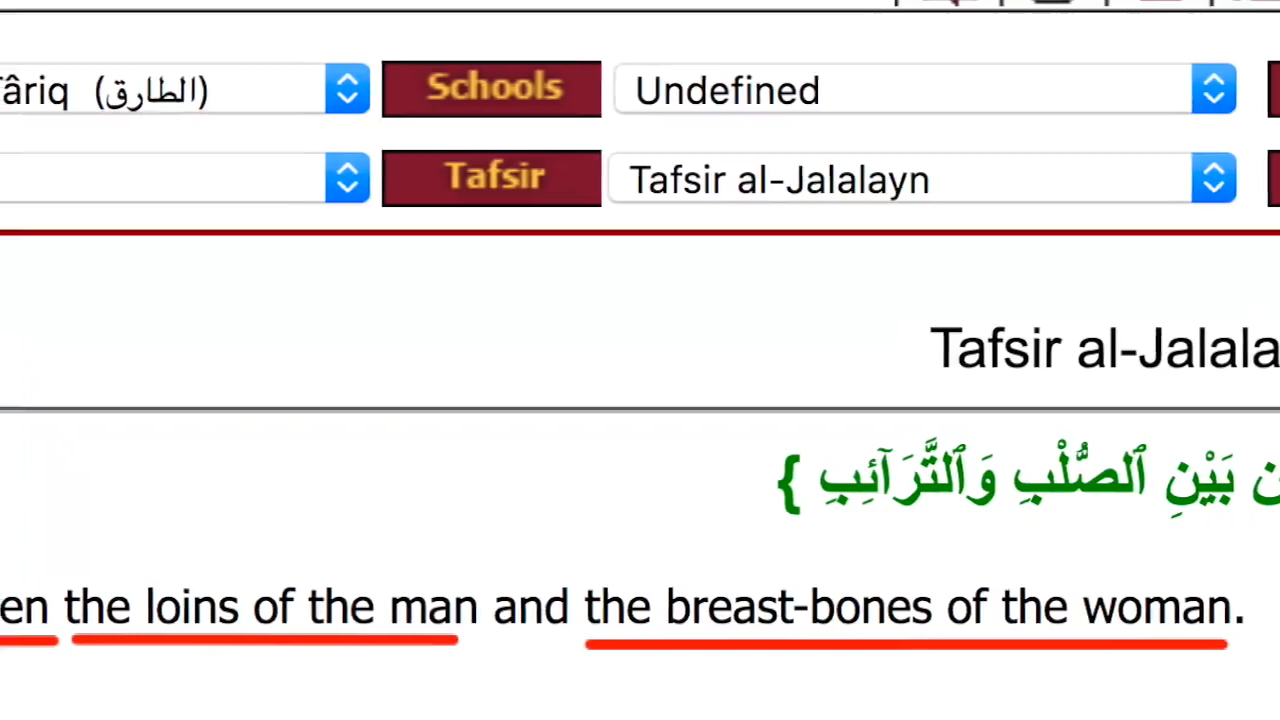 Târiq (الطارق) Schools Undefined
Tafsir Tafsir al-Jalalayn
Tafsir al-Jalala
بَيْنِ ٱلصُّلْبِ وَٱلتَّرَآئِبِ }
the loins of the man and the breast-bones of the woman.